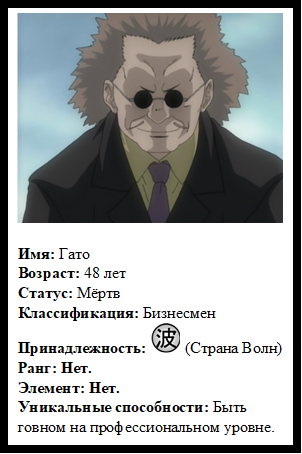 Имя: Гато
Возраст: 48 лет
Статус: Мёртв
Классификация: Бизнесмен
Принадлежность: 波 (Страна Волн)
Ранг: Нет.
Элемент: Нет.
Уникальные способности: Быть
говном на профессиональном уровне.